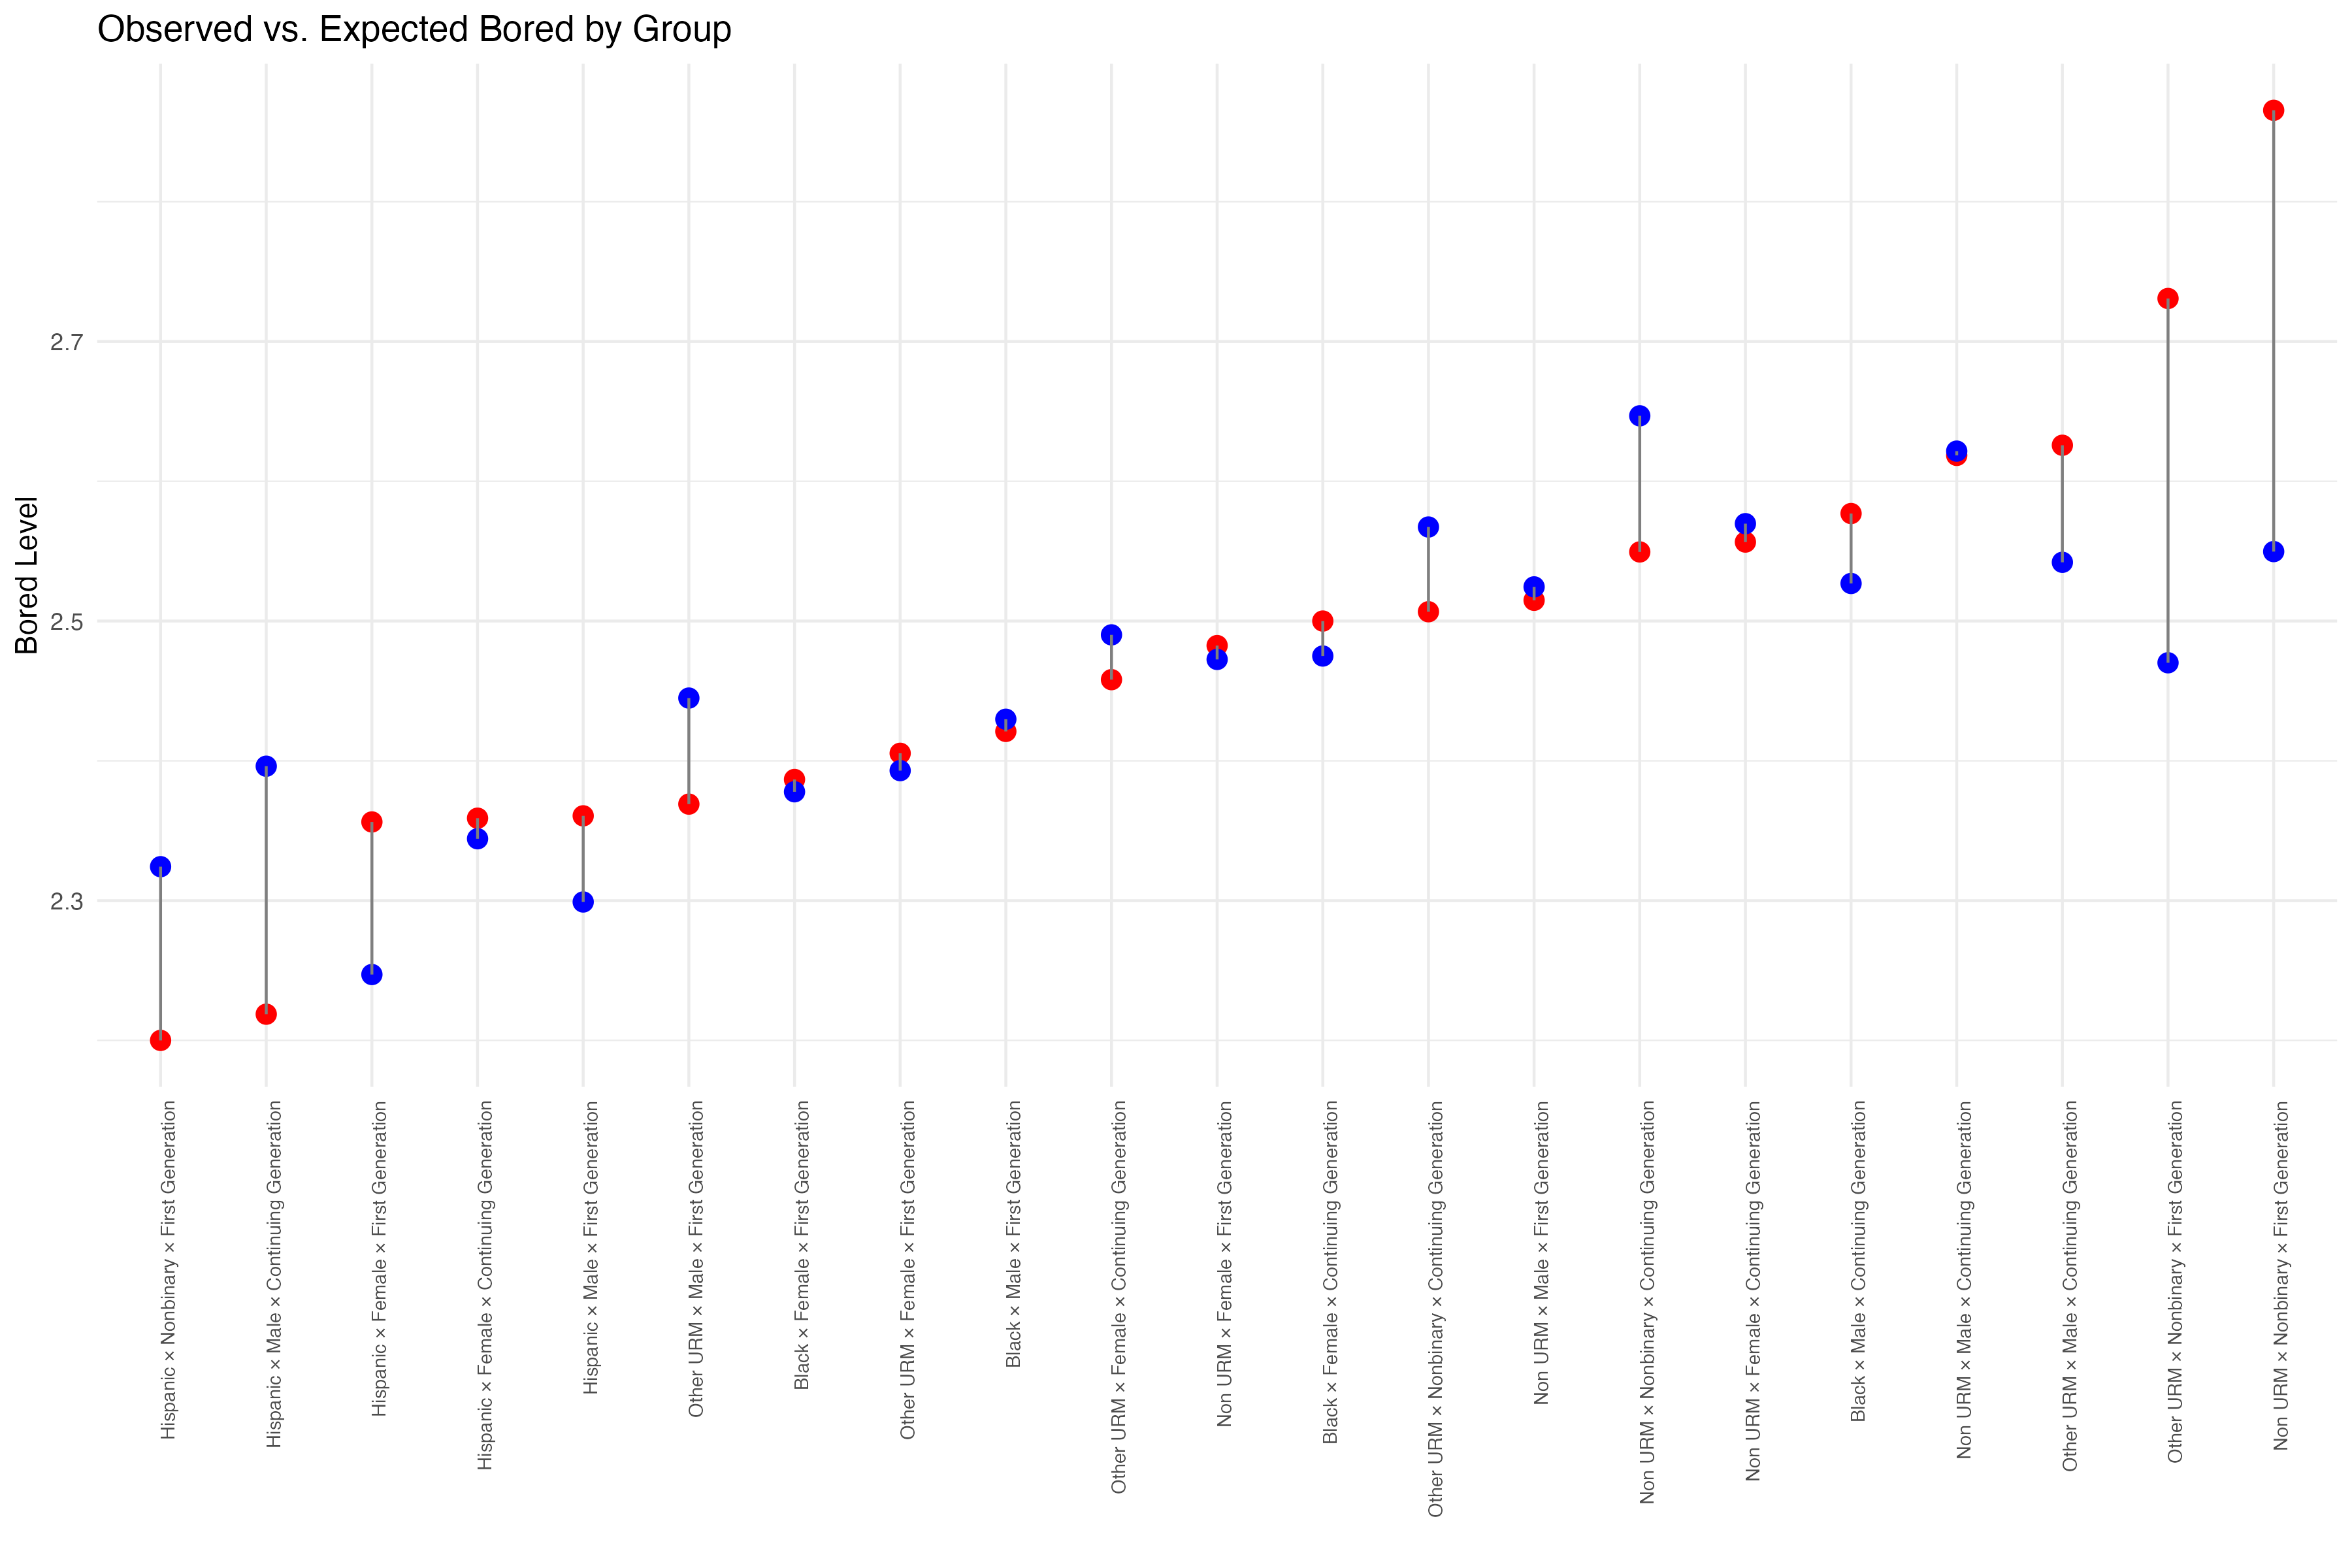 Observed vs. Expected Bored by Group
Bored Level
2.7
2.5
2.3
Hispanic × Nonbinary × First Generation
Hispanic × Male × Continuing Generation
Hispanic × Female × First Generation
Hispanic × Female × Continuing Generation
Hispanic × Male × First Generation
Other URM × Male × First Generation
Black × Female × First Generation
Other URM × Female × First Generation
Black × Male × First Generation
Other URM × Female × Continuing Generation
Non URM × Female × First Generation
Black × Female × Continuing Generation
Other URM × Nonbinary × Continuing Generation
Non URM × Male × First Generation
Non URM × Nonbinary × Continuing Generation
Non URM × Female × Continuing Generation
Black × Male × Continuing Generation
Non URM × Male × Continuing Generation
Other URM × Male × Continuing Generation
Other URM × Nonbinary × First Generation
Non URM × Nonbinary × First Generation